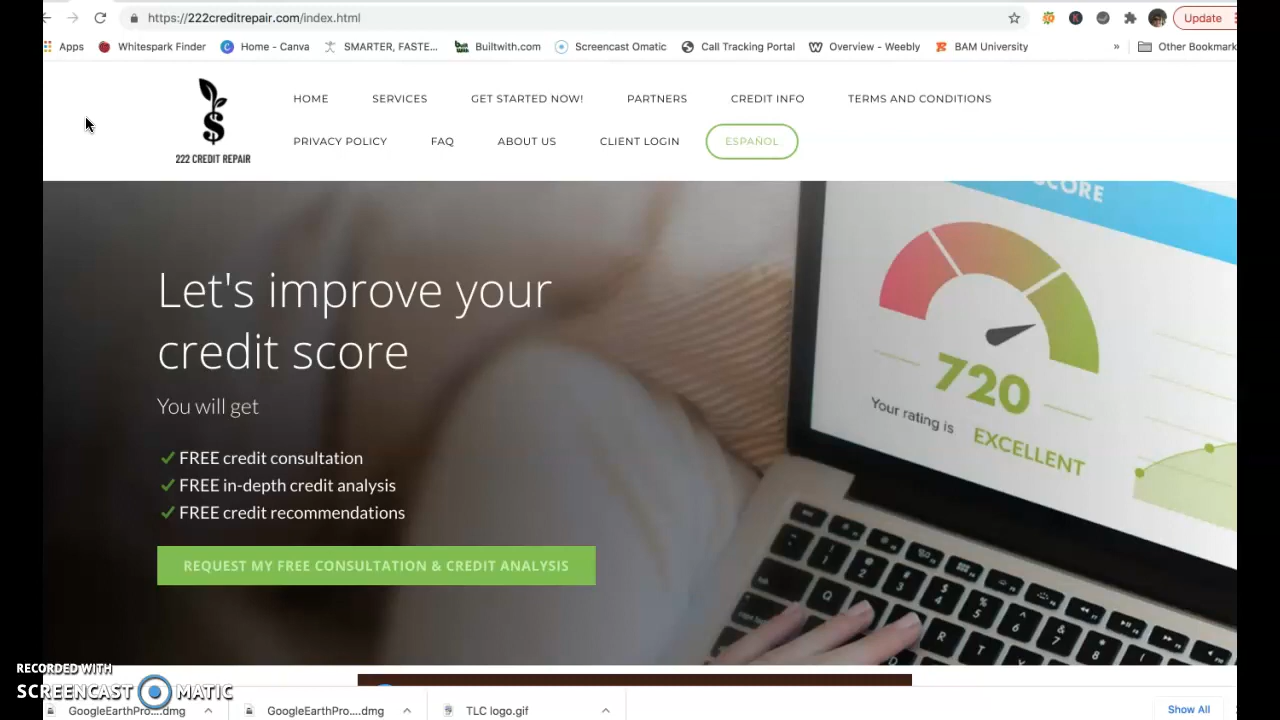 https://222creditrepair.com/index.html
Update
Apps
Whitespark Finder
Home - Canva
SMARTER, FASTE...
Builtwith.com
Screencast Omatic
Call Tracking Portal
Overview - Weebly
BAM University
»
Other Bookmark
222 CREDIT REPAIR
HOME
SERVICES
GET STARTED NOW!
PARTNERS
CREDIT INFO
TERMS AND CONDITIONS
PRIVACY POLICY
FAQ
ABOUT US
CLIENT LOGIN
ESPAÑOL
Let's improve your
credit score
You will get
FREE credit consultation
FREE in-depth credit analysis
FREE credit recommendations
REQUEST MY FREE CONSULTATION & CREDIT ANALYSIS
SCORE
720
Your rating is
EXCELLENT
RECORDED WITH
SCREENCAST MATIC
GoogleEarthPro....dmg
GoogleEarthPro....dmg
TLC logo.gif
Show All